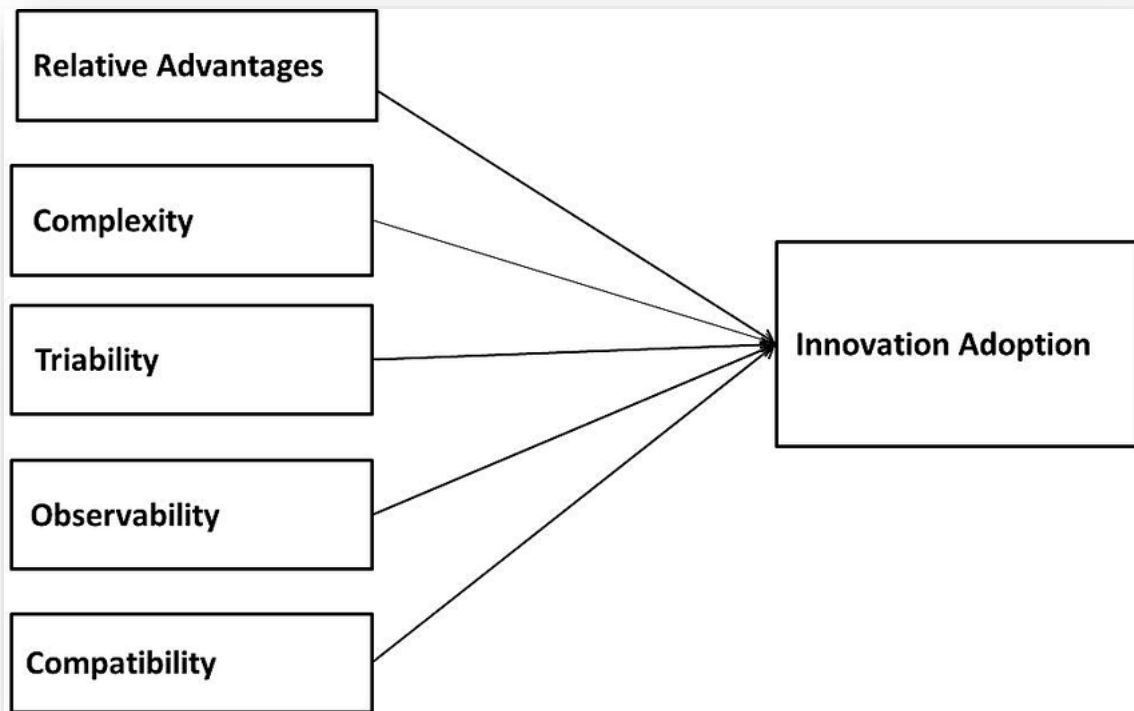 Relative Advantages
Complexity
Triability
Observability
Compatibility
Innovation Adoption